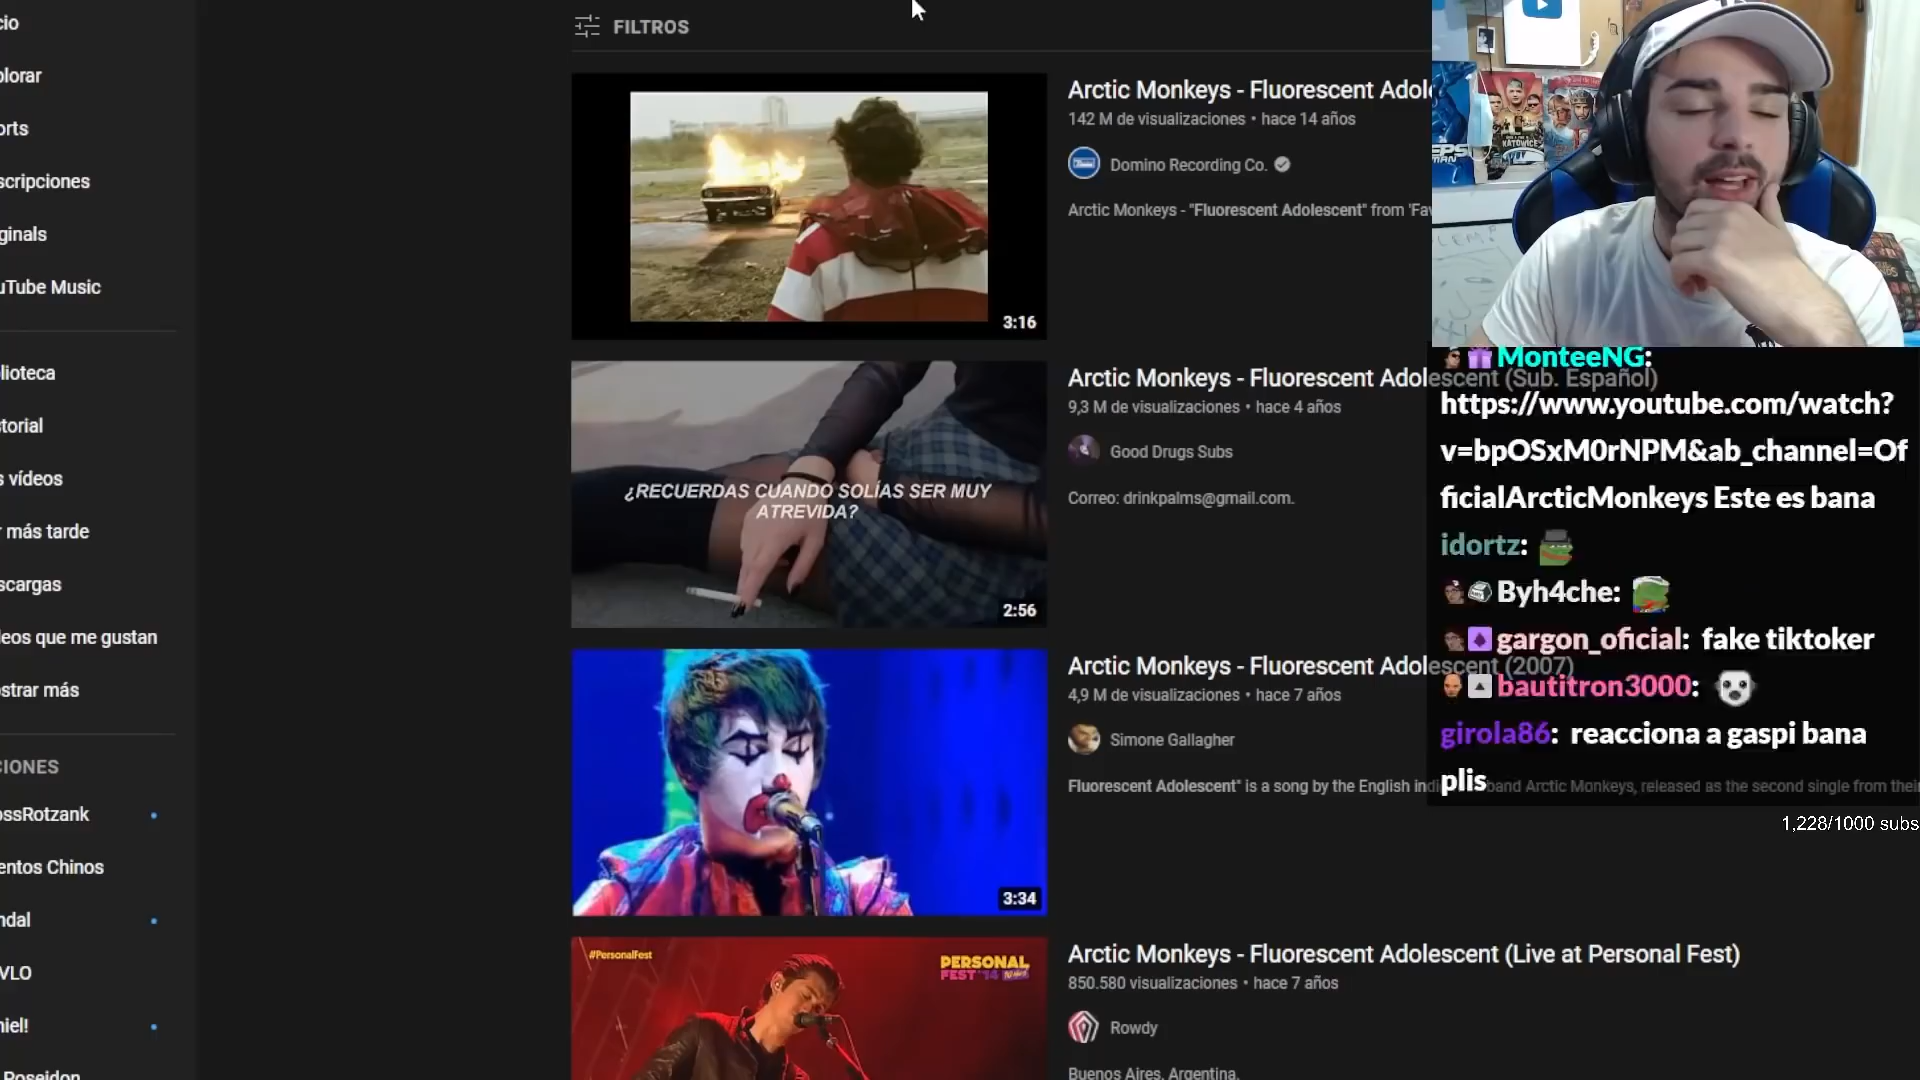 cio
plorar
orts
scripciones
ginals
uTube Music
lioteca
storial
s vídeos
r más tarde
scargas
deos que me gustan
ostrar más
CIONES
ossRotzank
entos Chinos
ndal
VLO
niel!
Poseidon
FILTROS
3:16
Arctic Monkeys - Fluorescent Adole
142 M de visualizaciones • hace 14 años
Domino Recording Co.
Arctic Monkeys - "Fluorescent Adolescent" from 'Fav
¿RECUERDAS CUANDO SOLÍAS SER MUY
ATREVIDA?
2:56
Arctic Monkeys - Fluorescent Adolescent (Sub. Español)
9,3 M de visualizaciones • hace 4 años
Good Drugs Subs
Correo: drinkpalms@gmail.com.
3:34
Arctic Monkeys - Fluorescent Adolescent (2007)
4,9 M de visualizaciones • hace 7 años
Simone Gallagher
Fluorescent Adolescent" is a song by the English indie band Arctic Monkeys, released as the second single from their
#PersonalFest
PERSONAL
FEST '14
Arctic Monkeys - Fluorescent Adolescent (Live at Personal Fest)
850.580 visualizaciones • hace 7 años
Rowdy
Buenos Aires, Argentina.
KATOWICE
MonteeNG:
https://www.youtube.com/watch?
v=bpOSxM0rNPM&ab_channel=Of
ficialArcticMonkeys Este es bana
idortz:
Byh4che:
gargon_oficial: fake tiktoker
bautitron3000:
girola86: reacciona a gaspi bana
plis
1,228/1000 subs